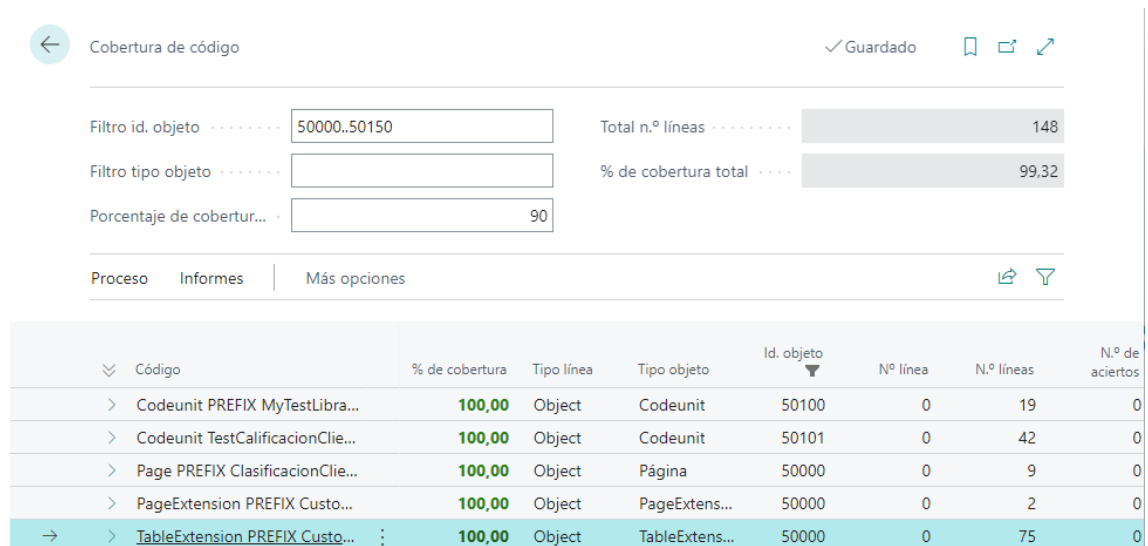 Cobertura de código
Guardado
Filtro id. objeto 50000..50150 Total n.º líneas 148
Filtro tipo objeto % de cobertura total 99,32
Porcentaje de cobertur... 90
Proceso Informes Más opciones
Código % de cobertura Tipo línea Tipo objeto Id. objeto Nº línea N.º líneas N.º de aciertos
Codeunit PREFIX MyTestLibra... 100,00 Object Codeunit 50100 0 19 0
Codeunit TestCalificacionClie... 100,00 Object Codeunit 50101 0 42 0
Page PREFIX ClasificacionClie... 100,00 Object Página 50000 0 9 0
PageExtension PREFIX Custo... 100,00 Object PageExtens... 50000 0 2 0
TableExtension PREFIX Custo... 100,00 Object TableExtens... 50000 0 75 0